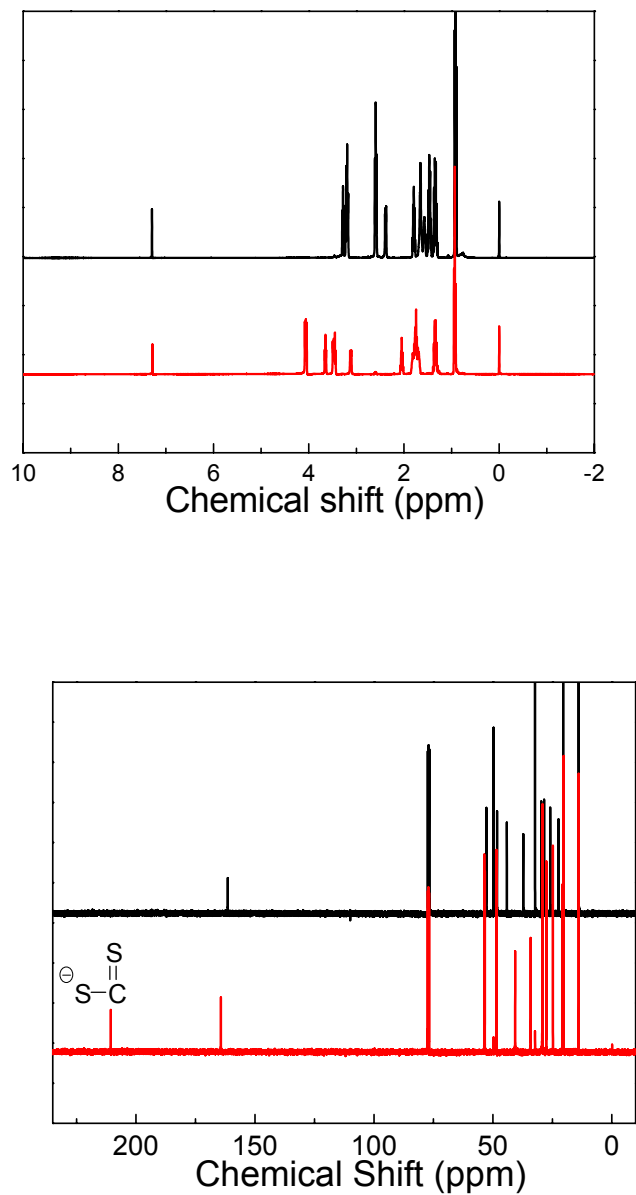 10 8 6 4 2 0 -2
Chemical shift (ppm)
S
⊖
S C
200 150 100 50 0
Chemical Shift (ppm)